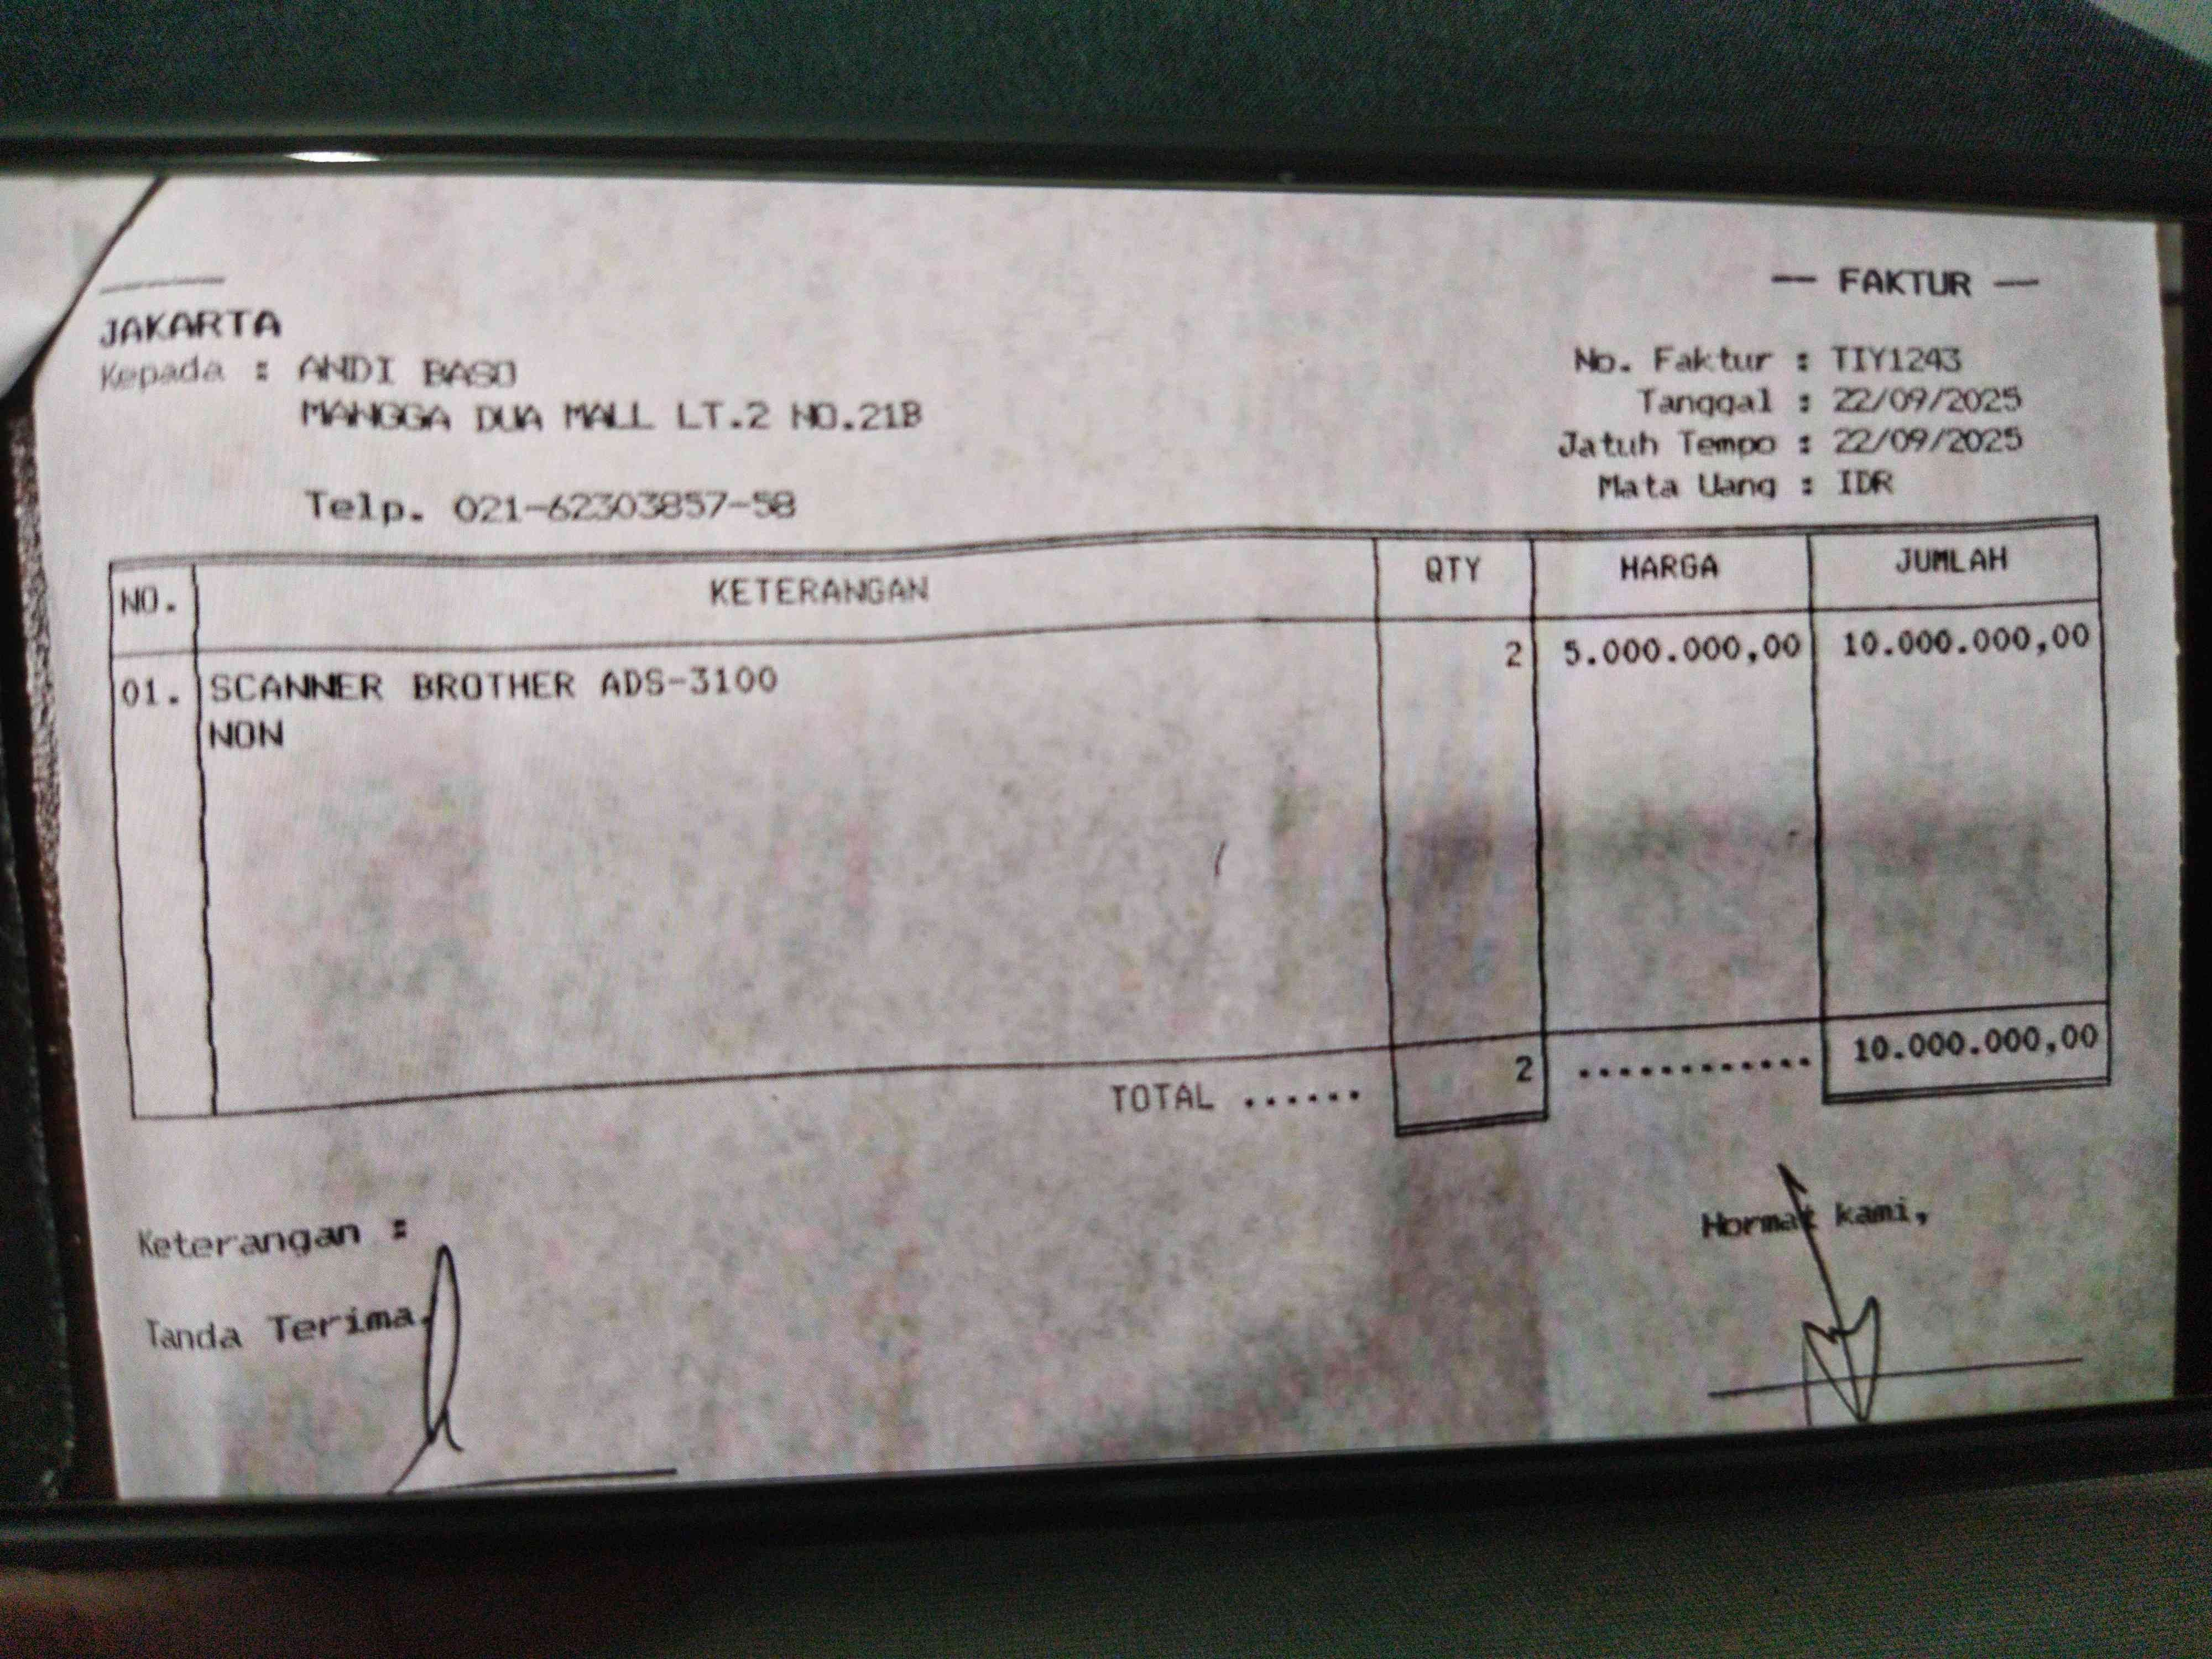 — FAKTUR —
JAKARTA
Kepada : ANDI BASO
MANGGA DUA MALL LT.2 NO.21B
Telp. 021-62303857-58
No. Faktur : TIY1243
Tanggal : 22/09/2025
Jatuh Tempo : 22/09/2025
Mata Uang : IDR
NO. KETERANGAN QTY HARGA JUMLAH
01. SCANNER BROTHER ADS-3100 2 5.000.000,00 10.000.000,00
NON
TOTAL ...... 2 ............ 10.000.000,00
Keterangan :
Hormat kami,
Tanda Terima,